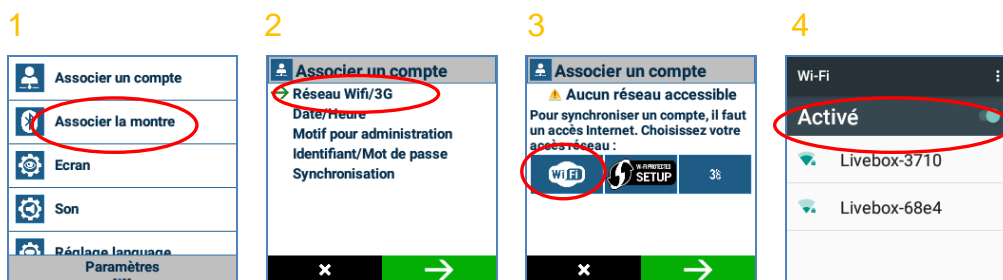 1
2
3
4
Associer un compte
Associer la montre
Ecran
Son
Réglage language
Paramètres
Associer un compte
Réseau Wifi/3G
Date/Heure
Motif pour administration
Identifiant/Mot de passe
Synchronisation
Associer un compte
Aucun réseau accessible
Pour synchroniser un compte, il faut
un accès Internet. Choisissez votre
accès réseau :
WiFi
WI-FI PROTECTED
SETUP
3G
Wi-Fi
Activé
Livebox-3710
Livebox-68e4